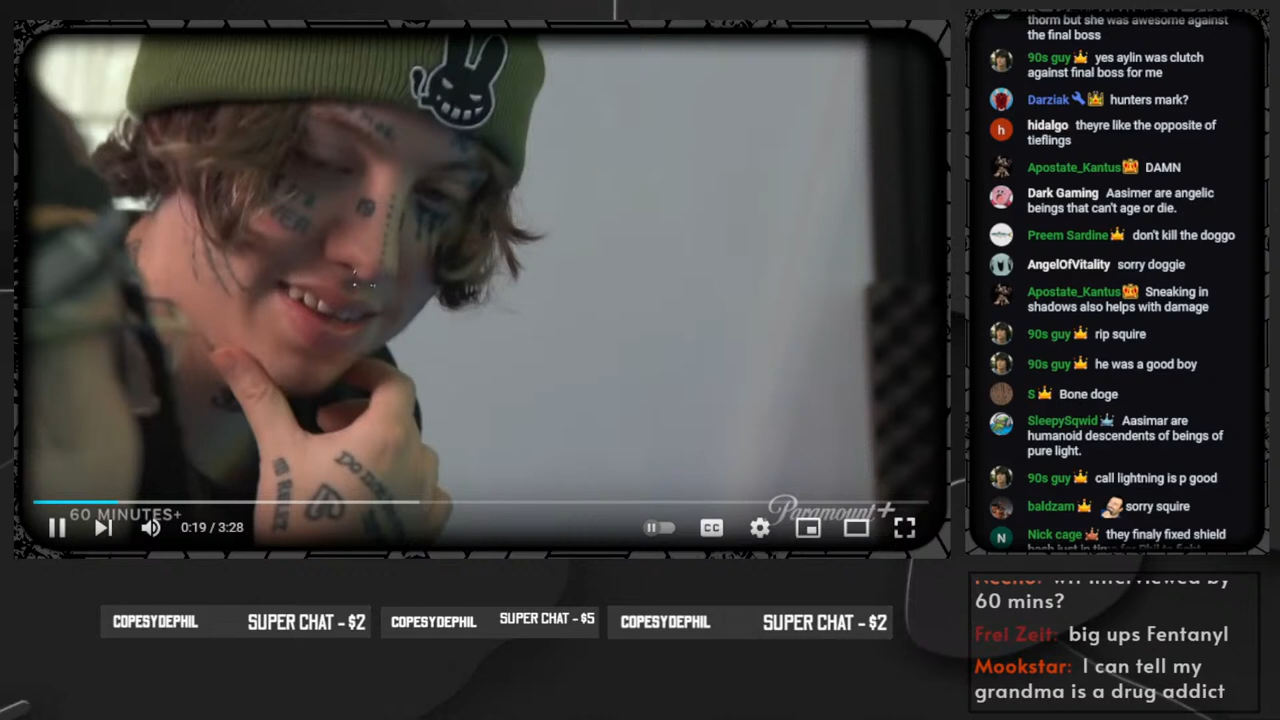 60 MINUTES+
Paramount+
0:19 / 3:28
CC
thorm but she was awesome against
the final boss
90s guy yes aylin was clutch
against final boss for me
Darziak hunters mark?
hidalgo theyre like the opposite of
tieflings
Apostate_Kantus DAMN
Dark Gaming Aasimer are angelic
beings that can't age or die.
Preem Sardine don't kill the doggo
AngelOfVitality sorry doggie
Apostate_Kantus Sneaking in
shadows also helps with damage
90s guy rip squire
90s guy he was a good boy
S Bone doge
SleepySqwid Aasimar are
humanoid descendents of beings of
pure light.
90s guy call lightning is p good
baldzam sorry squire
Nick cage they finaly fixed shield
COPESYDEPHIL SUPER CHAT - $2
COPESYDEPHIL SUPER CHAT - $5
COPESYDEPHIL SUPER CHAT - $2
interviewed by
60 mins?
Frei Zeit: big ups Fentanyl
Mookstar: I can tell my
grandma is a drug addict